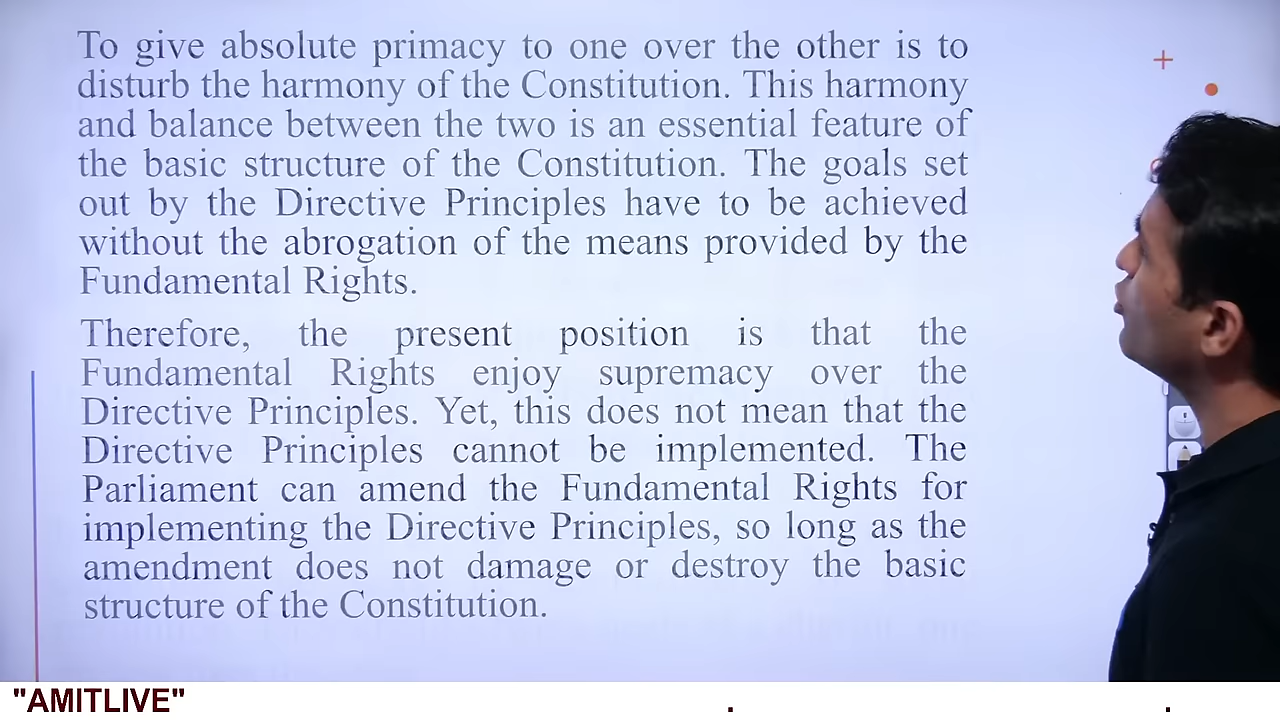 To give absolute primacy to one over the other is to
disturb the harmony of the Constitution. This harmony
and balance between the two is an essential feature of
the basic structure of the Constitution. The goals set
out by the Directive Principles have to be achieved
without the abrogation of the means provided by the
Fundamental Rights.
Therefore, the present position is that the
Fundamental Rights enjoy supremacy over the
Directive Principles. Yet, this does not mean that the
Directive Principles cannot be implemented. The
Parliament can amend the Fundamental Rights for
implementing the Directive Principles, so long as the
amendment does not damage or destroy the basic
structure of the Constitution.
"AMITLIVE"